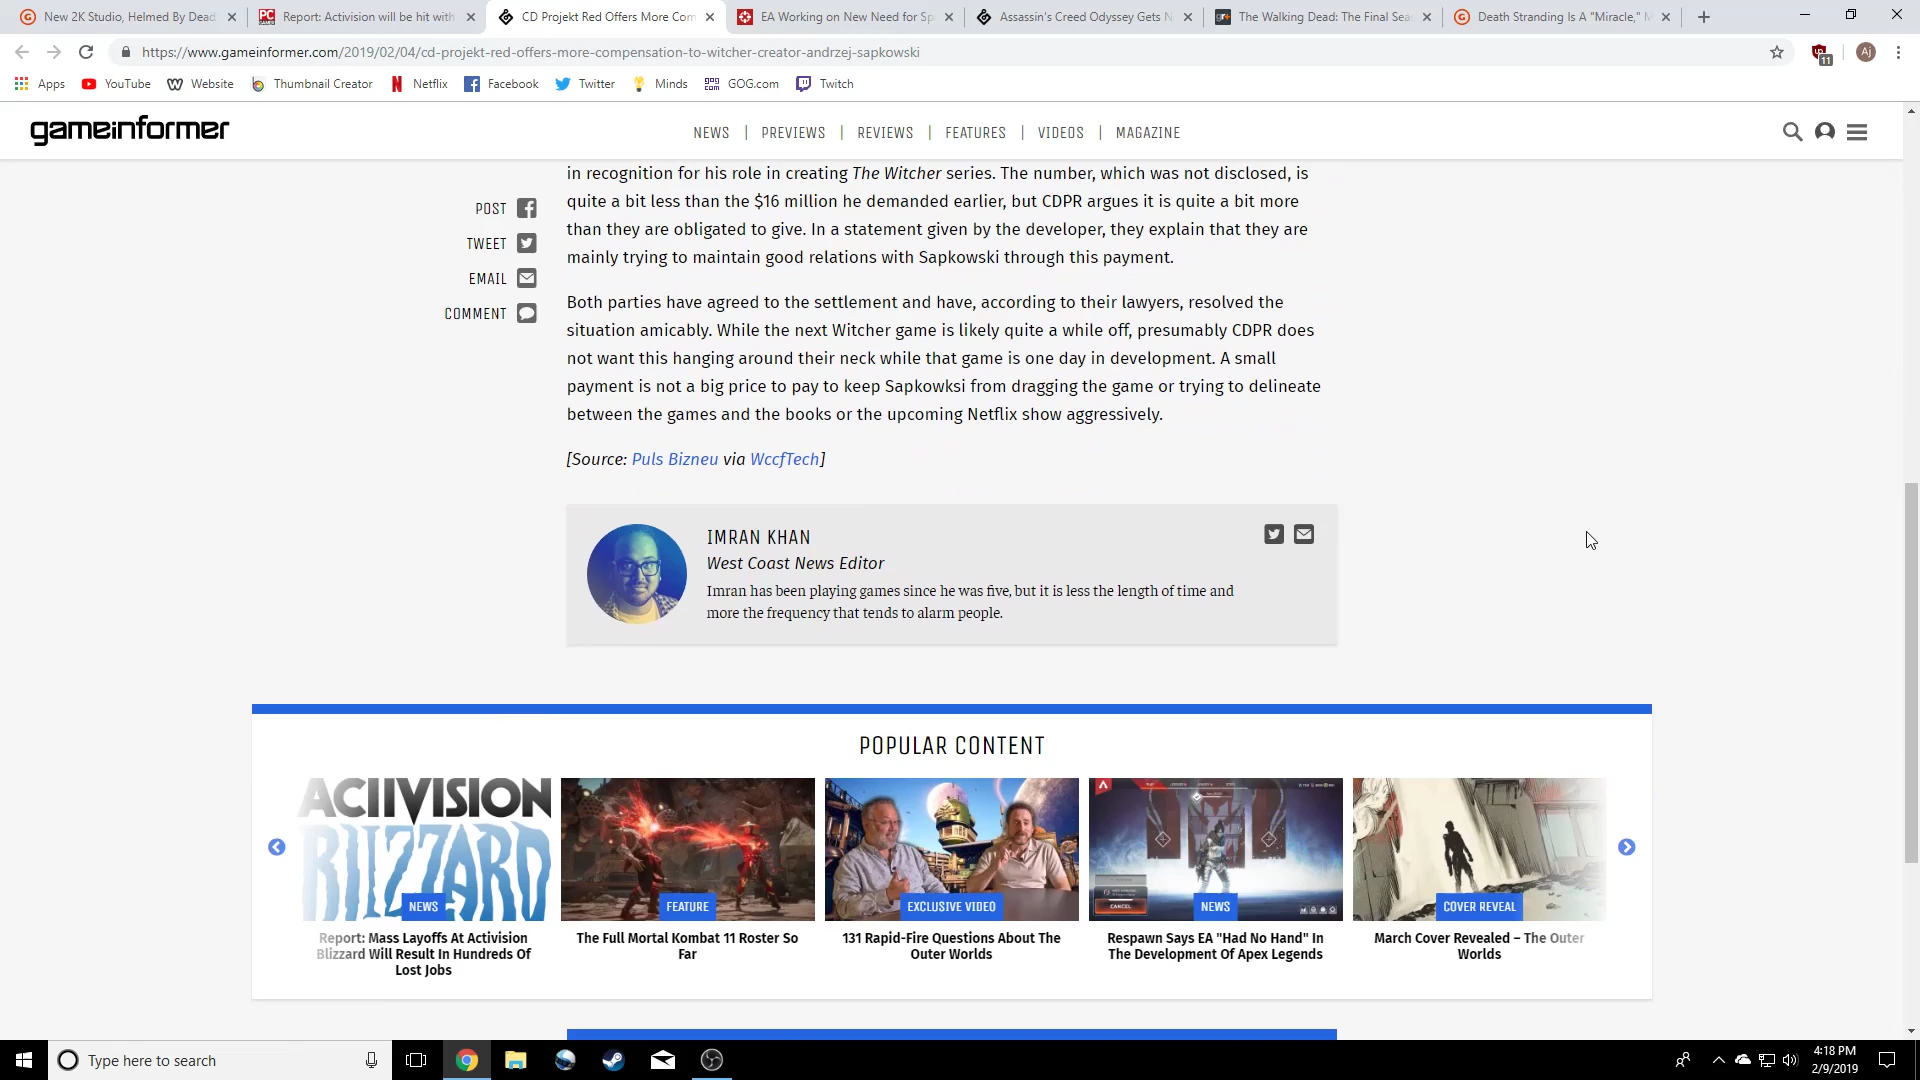 New 2K Studio, Helmed By Dead
Report: Activision will be hit with
CD Projekt Red Offers More Com
EA Working on New Need for Sp
Assassin's Creed Odyssey Gets N
The Walking Dead: The Final Sea
Death Stranding Is A "Miracle," M
https://www.gameinformer.com/2019/02/04/cd-projekt-red-offers-more-compensation-to-witcher-creator-andrzej-sapkowski
11
Aj
Apps
YouTube
Website
Thumbnail Creator
Netflix
Facebook
Twitter
Minds
GOG.com
Twitch
gameinformer
NEWS | PREVIEWS | REVIEWS | FEATURES | VIDEOS | MAGAZINE
POST
TWEET
EMAIL
COMMENT
in recognition for his role in creating The Witcher series. The number, which was not disclosed, is
quite a bit less than the $16 million he demanded earlier, but CDPR argues it is quite a bit more
than they are obligated to give. In a statement given by the developer, they explain that they are
mainly trying to maintain good relations with Sapkowski through this payment.
Both parties have agreed to the settlement and have, according to their lawyers, resolved the
situation amicably. While the next Witcher game is likely quite a while off, presumably CDPR does
not want this hanging around their neck while that game is one day in development. A small
payment is not a big price to pay to keep Sapkowksi from dragging the game or trying to delineate
between the games and the books or the upcoming Netflix show aggressively.
[Source: Puls Bizneu via WccfTech]
IMRAN KHAN
West Coast News Editor
Imran has been playing games since he was five, but it is less the length of time and
more the frequency that tends to alarm people.
POPULAR CONTENT
ACTIVISION
BLIZZARD
NEWS
Report: Mass Layoffs At Activision
Blizzard Will Result In Hundreds Of
Lost Jobs
FEATURE
The Full Mortal Kombat 11 Roster So
Far
EXCLUSIVE VIDEO
131 Rapid-Fire Questions About The
Outer Worlds
CANCEL
NEWS
Respawn Says EA "Had No Hand" In
The Development Of Apex Legends
COVER REVEAL
March Cover Revealed – The Outer
Worlds
Type here to search
4:18 PM
2/9/2019